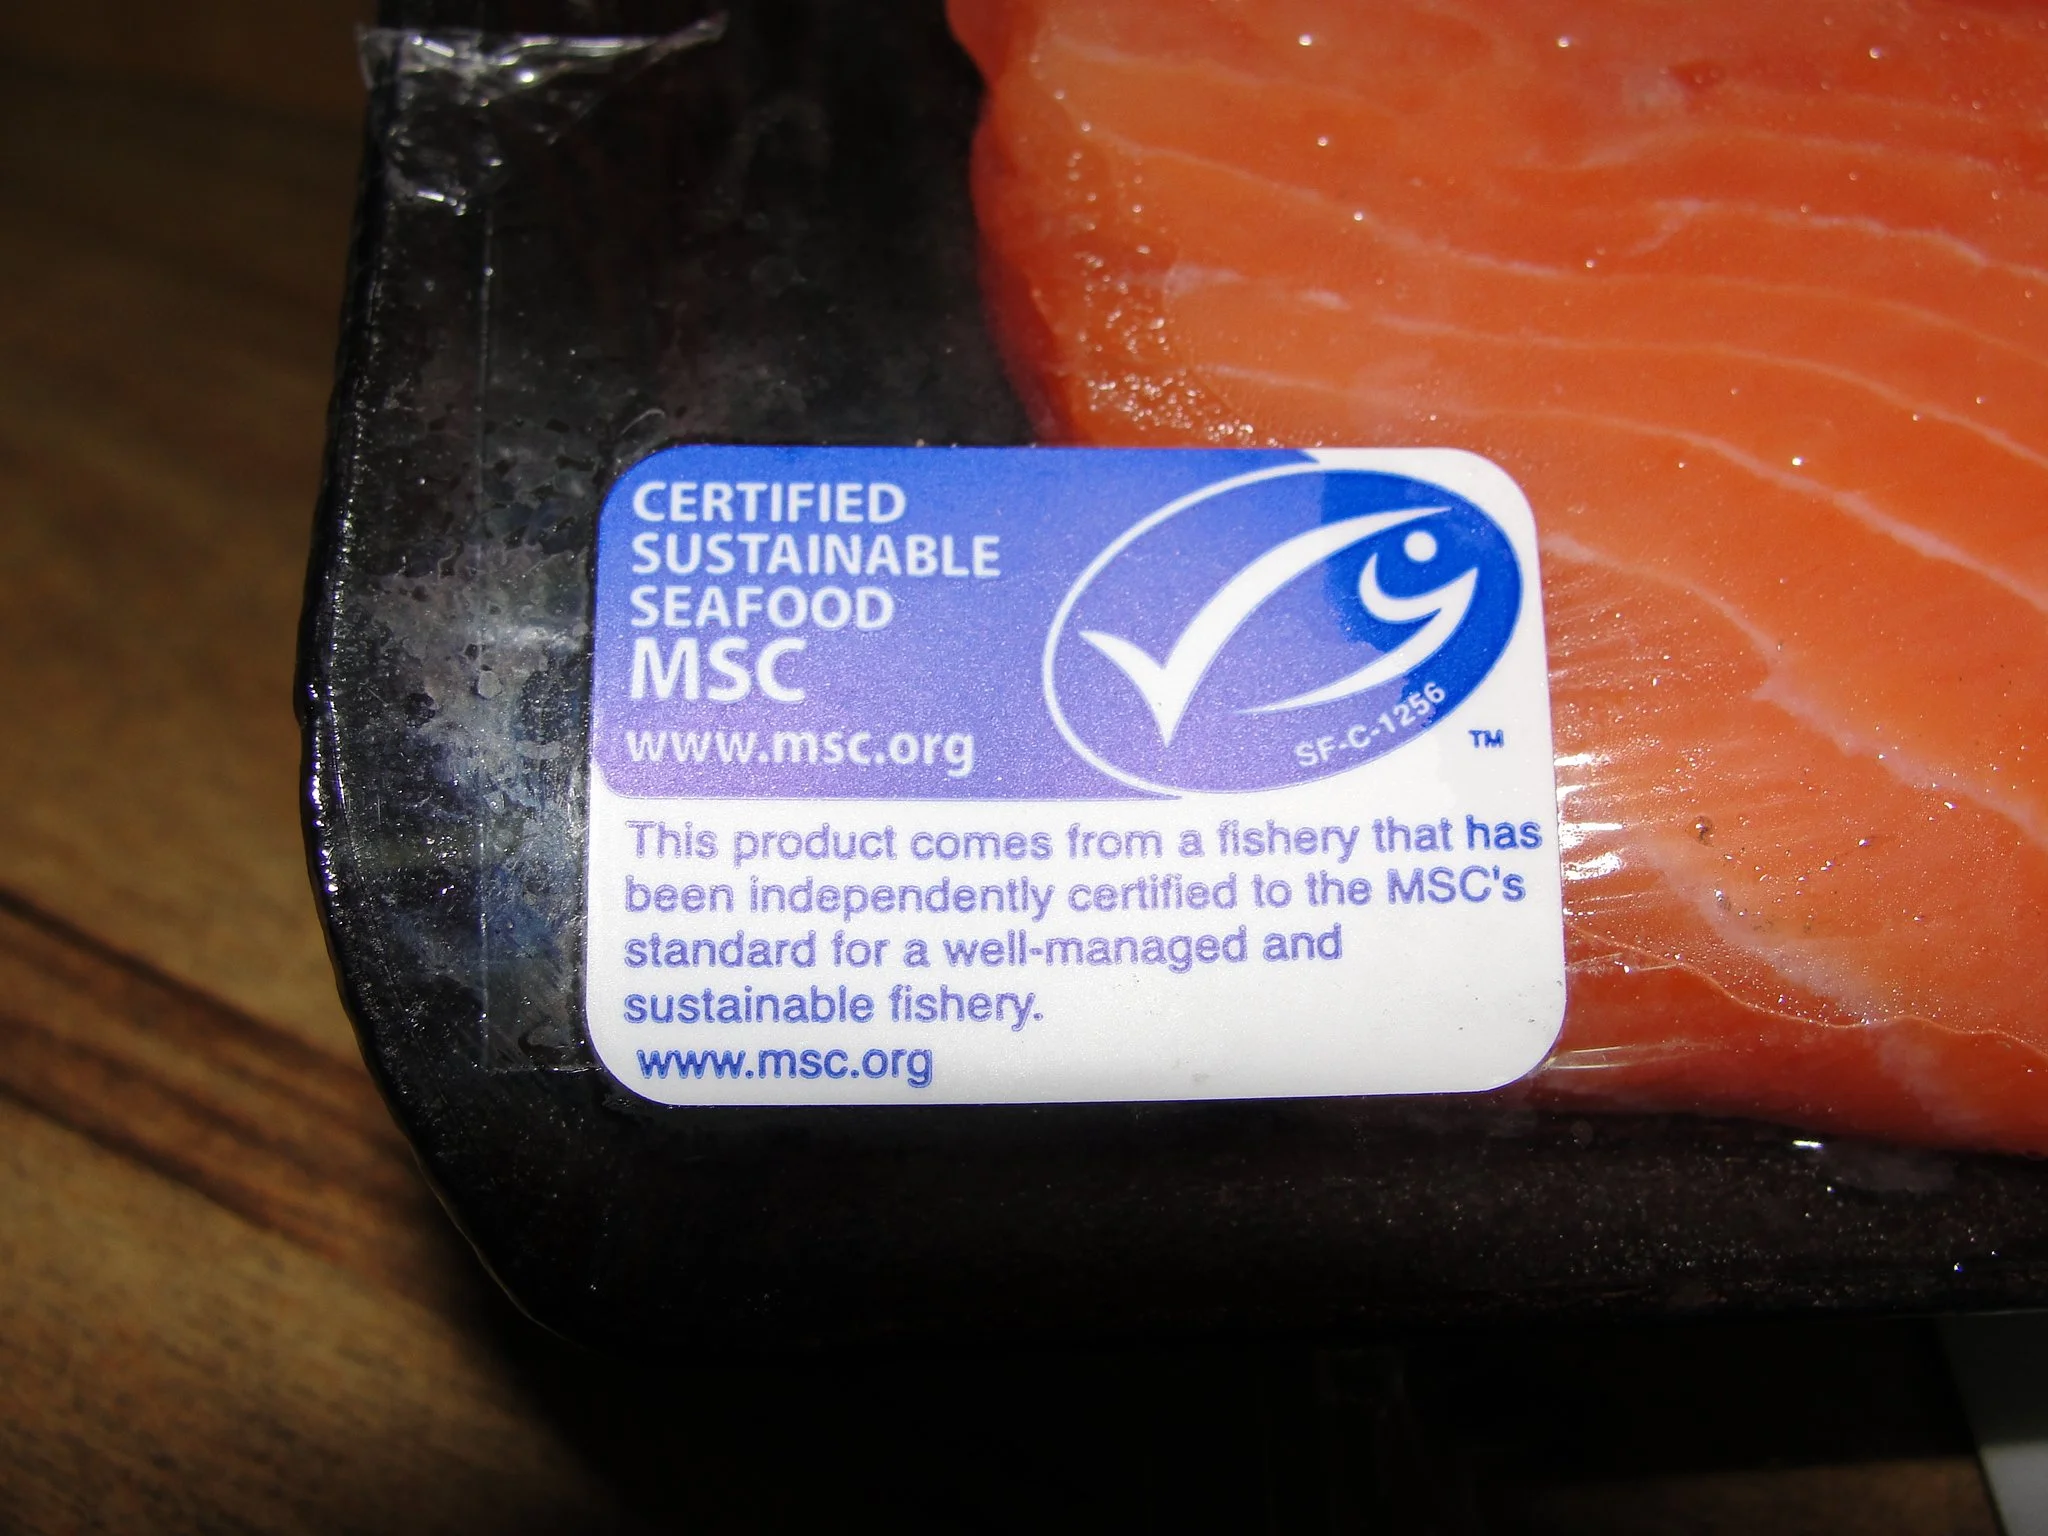 CERTIFIED
SUSTAINABLE
SEAFOOD
MSC
www.msc.org
SF-C-1256
TM
This product comes from a fishery that has
been independently certified to the MSC's
standard for a well-managed and
sustainable fishery.
www.msc.org